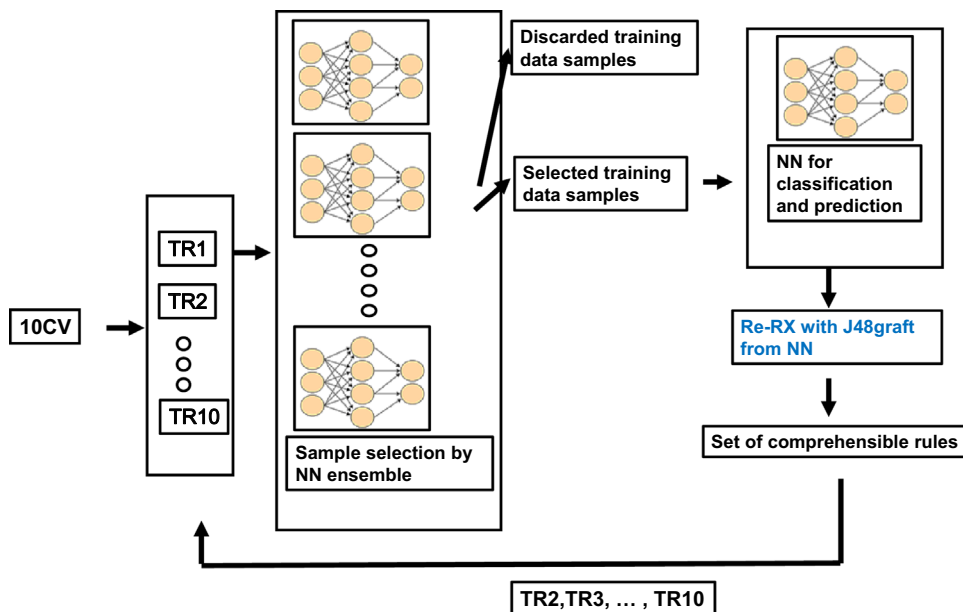 10CV
TR1
TR2
TR10
Sample selection by
NN ensemble
Discarded training
data samples
Selected training
data samples
NN for
classification
and prediction
Re-RX with J48graft
from NN
Set of comprehensible rules
TR2,TR3, … , TR10